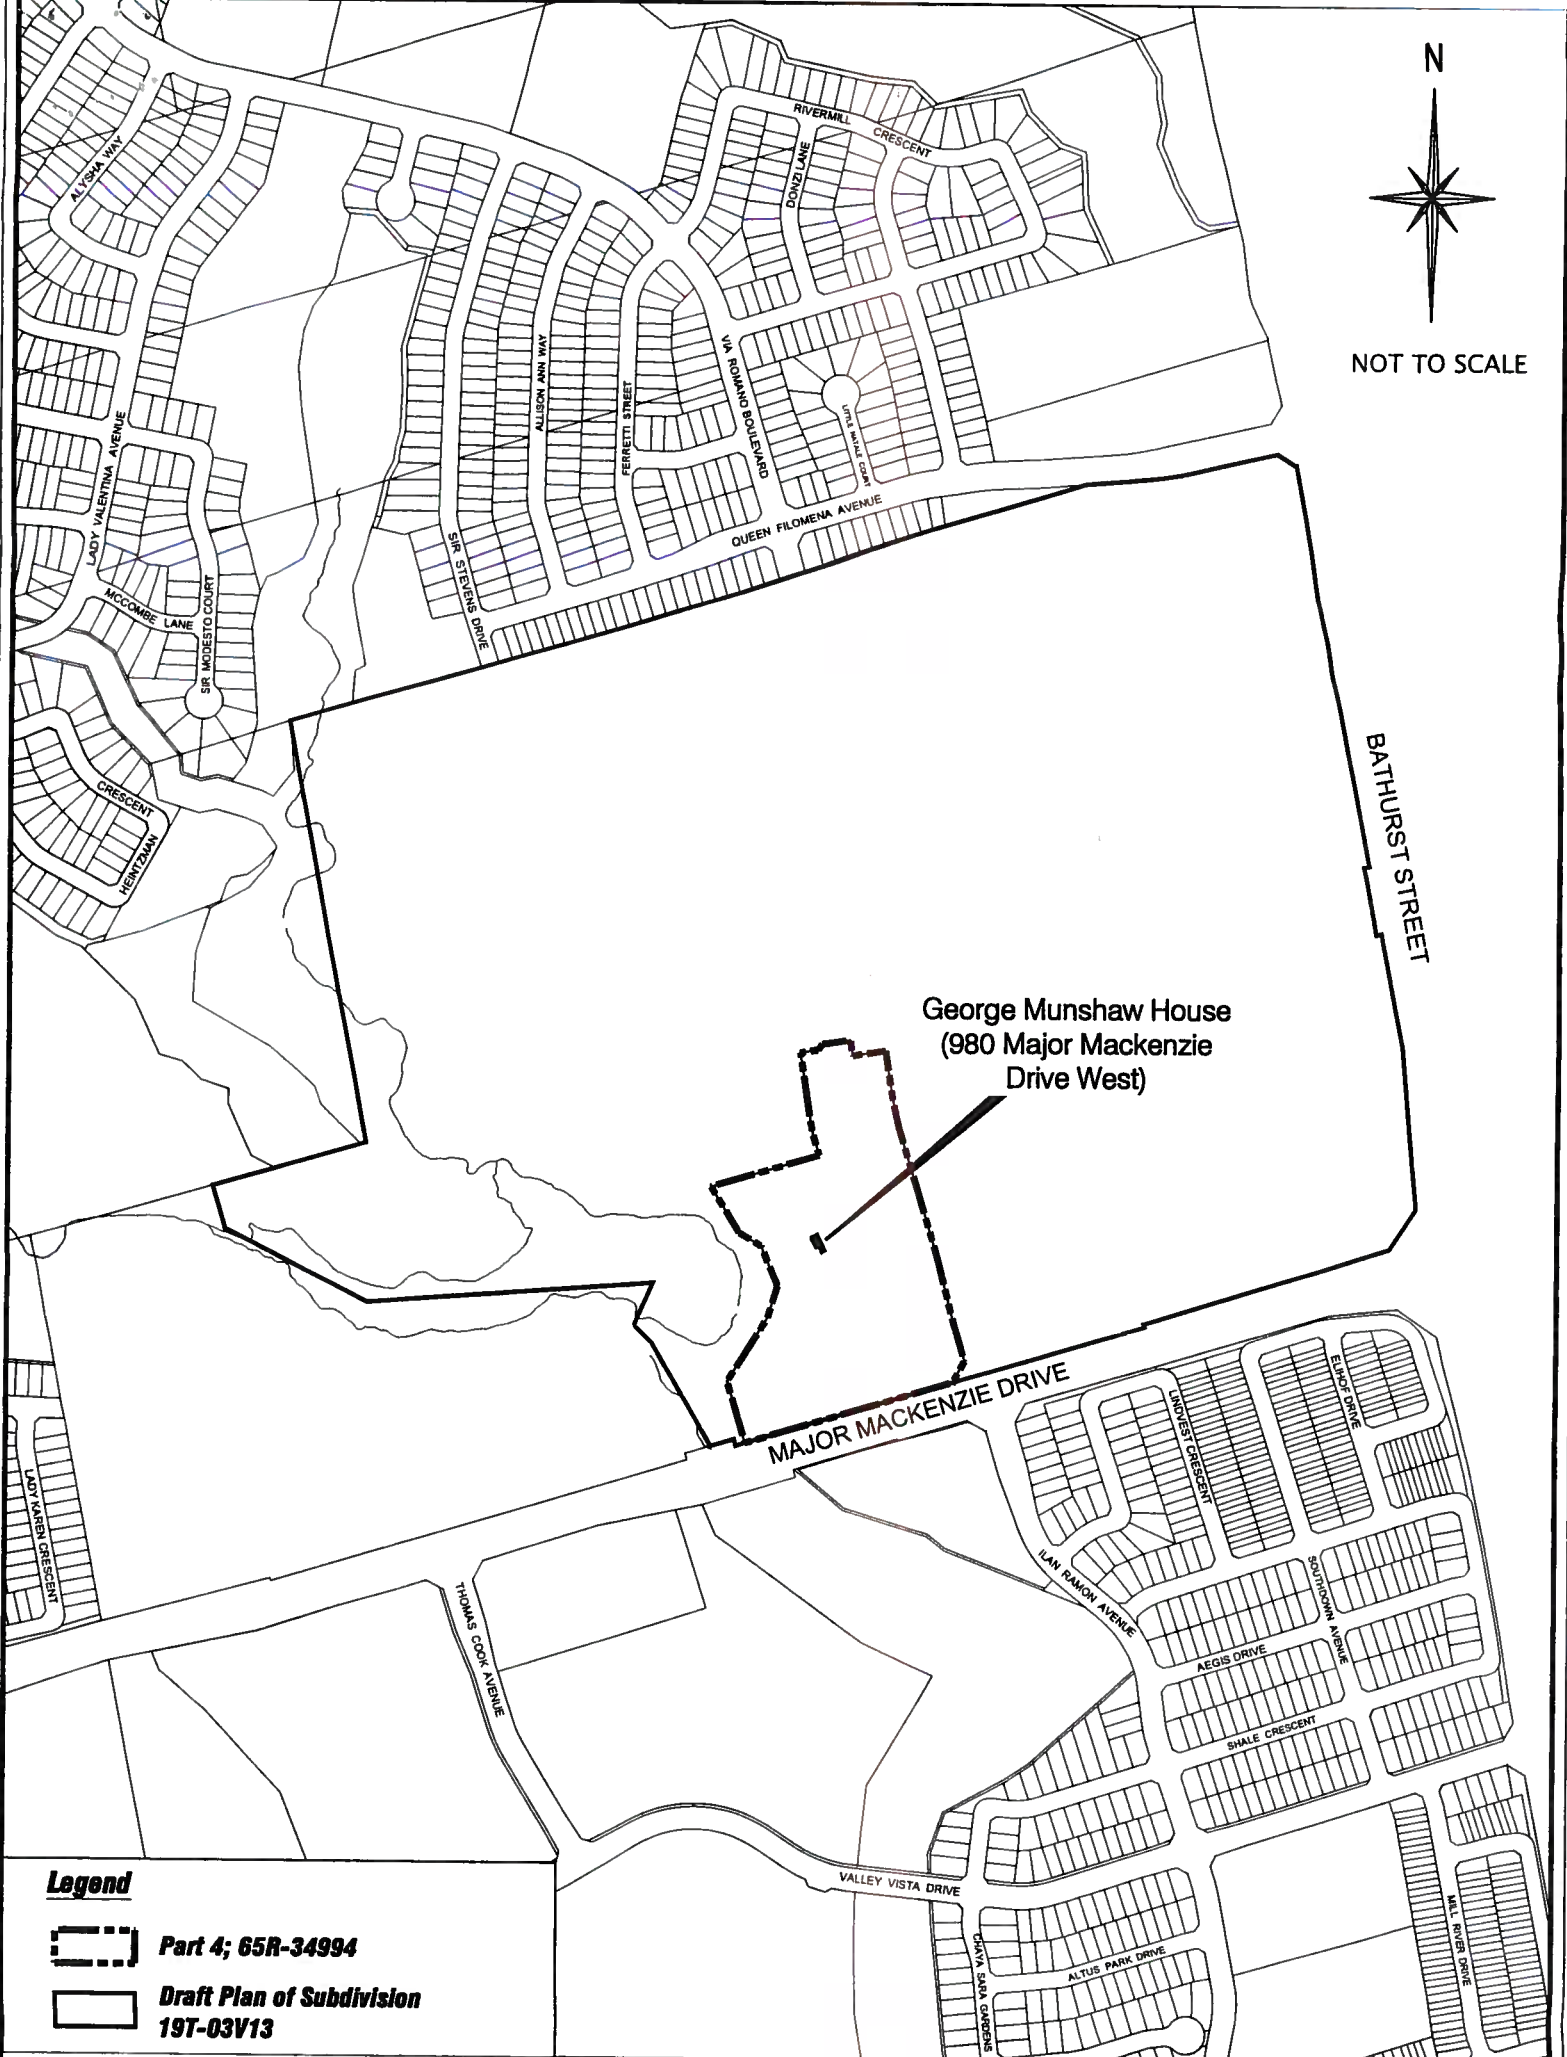 N
NOT TO SCALE
RIVERMILL
CRESCENT
DONZI LANE
ALYSHA WAY
VIA ROMANO BOULEVARD
ALLISON ANN WAY
FERRETTI STREET
LITTLE NATALE COURT
LADY VALENTINA AVENUE
QUEEN FILOMENA AVENUE
SIR STEVENS DRIVE
MCCOMBE LANE
SIR MODESTO COURT
CRESCENT
HEINTZMAN
BATHURST STREET
George Munshaw House
(980 Major Mackenzie
Drive West)
MAJOR MACKENZIE DRIVE
ELIHOF DRIVE
LINDVEST CRESCENT
LADY KAREN CRESCENT
THOMAS COOK AVENUE
ILAN RAMON AVENUE
SOUTHDOWN AVENUE
AEGIS DRIVE
SHALE CRESCENT
VALLEY VISTA DRIVE
MILL RIVER DRIVE
CHAYA SARA GARDENS
ALTUS PARK DRIVE
Legend
Part 4; 65R-34994
Draft Plan of Subdivision
19T-03V13